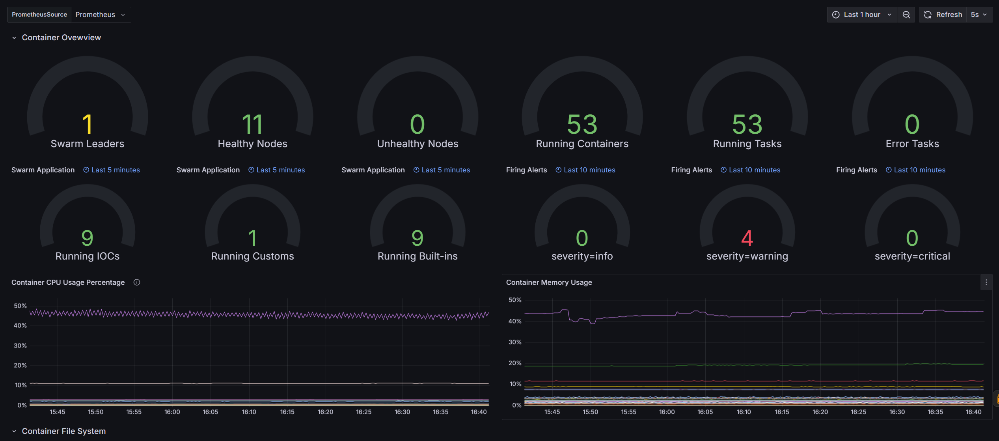 PrometheusSource Prometheus Last 1 hour Refresh 5s
Container Ovewview
1 11 0 53 53 0
Swarm Leaders Healthy Nodes Unhealthy Nodes Running Containers Running Tasks Error Tasks
Swarm Application Last 5 minutes Swarm Application Last 5 minutes Swarm Application Last 5 minutes Firing Alerts Last 10 minutes Firing Alerts Last 10 minutes Firing Alerts Last 10 minutes
9 1 9 0 4 0
Running IOCs Running Customs Running Built-ins severity=info severity=warning severity=critical
Container CPU Usage Percentage
50%
40%
30%
20%
10%
0%
15:45 15:50 15:55 16:00 16:05 16:10 16:15 16:20 16:25 16:30 16:35 16:40
Container Memory Usage
50%
40%
30%
20%
10%
0%
15:45 15:50 15:55 16:00 16:05 16:10 16:15 16:20 16:25 16:30 16:35 16:40
Container File System